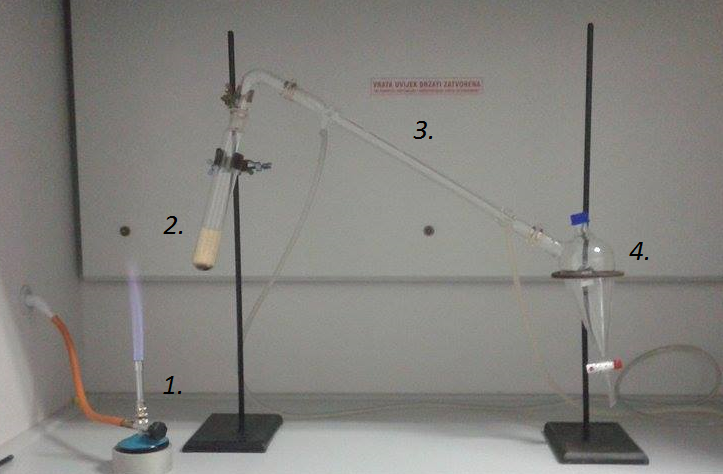 VRATA UVIJEK DRŽATI ZATVORENA
3.
2.
4.
1.